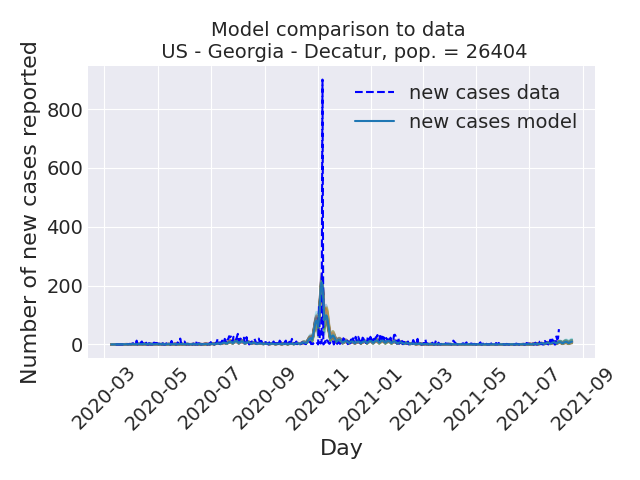 Model comparison to data
US - Georgia - Decatur, pop. = 26404
Number of new cases reported
800
600
400
200
0
new cases data
new cases model
2020-03
2020-05
2020-07
2020-09
2020-11
2021-01
2021-03
2021-05
2021-07
2021-09
Day